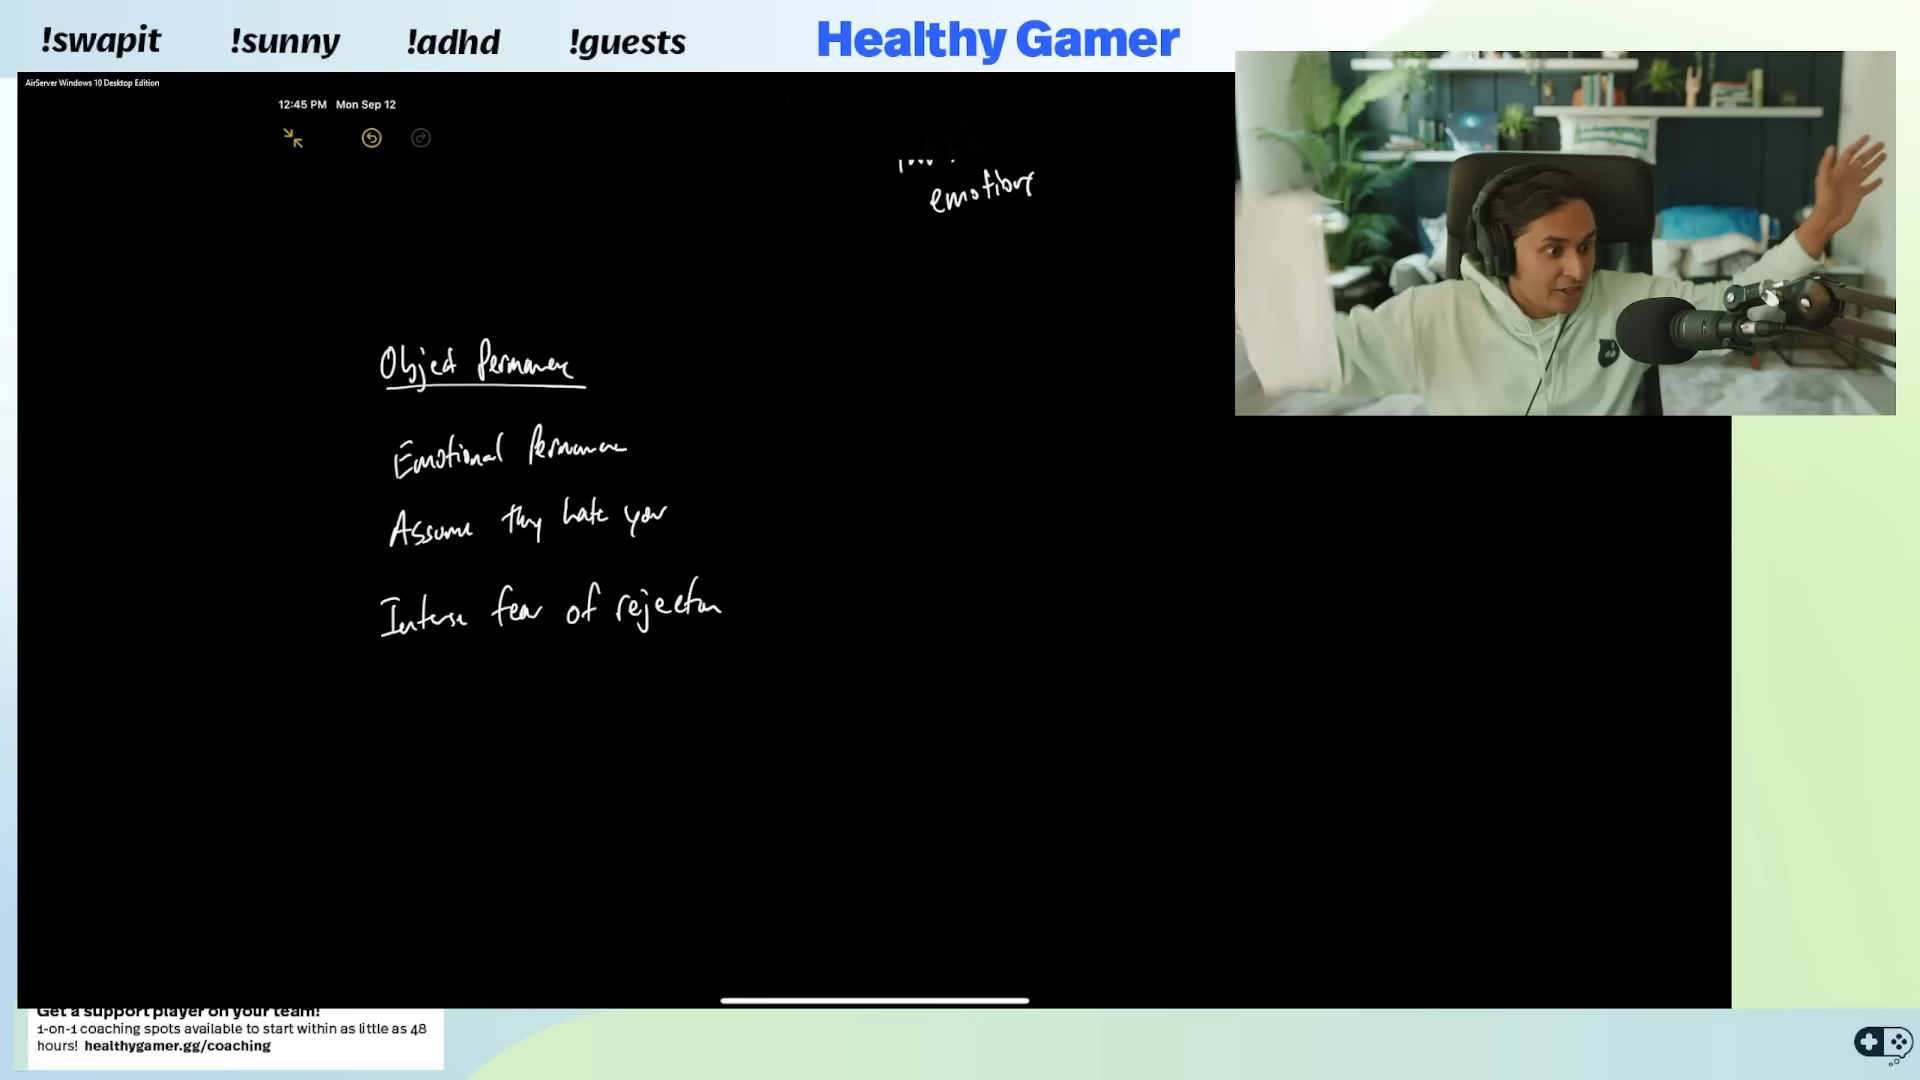 !swapit !sunny !adhd !guests Healthy Gamer
AirServer Windows 10 Desktop Edition
12:45 PM Mon Sep 12
emotions
Object Permanence
Emotional Permanence
Assume they hate you
Intense fear of rejection
Get a support player on your team!
1-on-1 coaching spots available to start within as little as 48
hours! healthygamer.gg/coaching